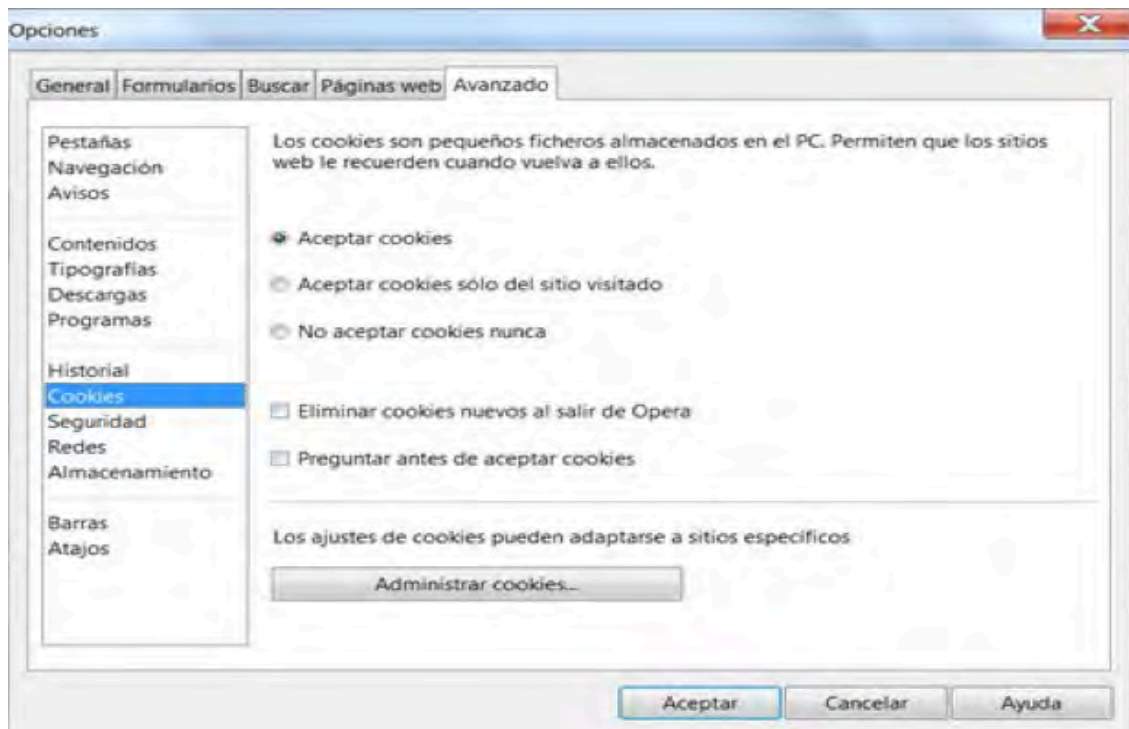 Opciones
General Formularios Buscar Páginas web Avanzado
Pestañas
Navegación
Avisos
Contenidos
Tipografías
Descargas
Programas
Historial
Cookies
Seguridad
Redes
Almacenamiento
Barras
Atajos
Los cookies son pequeños ficheros almacenados en el PC. Permiten que los sitios
web le recuerden cuando vuelva a ellos.
Aceptar cookies
Aceptar cookies sólo del sitio visitado
No aceptar cookies nunca
Eliminar cookies nuevos al salir de Opera
Preguntar antes de aceptar cookies
Los ajustes de cookies pueden adaptarse a sitios específicos
Administrar cookies...
Aceptar Cancelar Ayuda